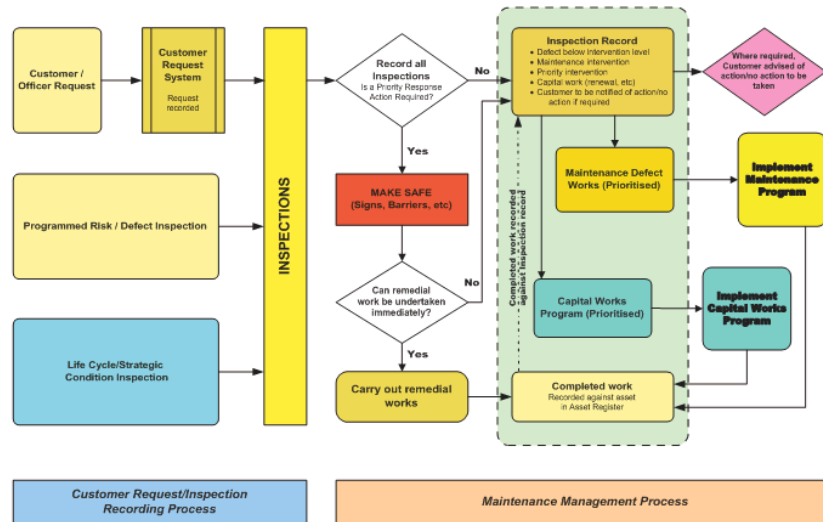 Customer /
Officer Request
Customer
Request
System
Request
recorded
Programmed Risk / Defect Inspection
Life Cycle/Strategic
Condition Inspection
INSPECTIONS
Record all
Inspections
Is a Priority Response
Action Required?
No
Yes
MAKE SAFE
(Signs, Barriers, etc)
Can remedial
work be undertaken
immediately?
No
Yes
Carry out remedial
works
Inspection Record
• Defect below intervention level
• Maintenance intervention
• Priority intervention
• Capital work (renewal, etc)
• Customer to be notified of action/no
action if required
Where required,
Customer advised of
action/no action to be
taken
Maintenance Defect
Works (Prioritised)
Implement
Maintenance
Program
Completed work recorded
against inspection record
Capital Works
Program (Prioritised)
Implement
Capital Works
Program
Completed work
Recorded against asset
in Asset Register
Customer Request/Inspection
Recording Process
Maintenance Management Process